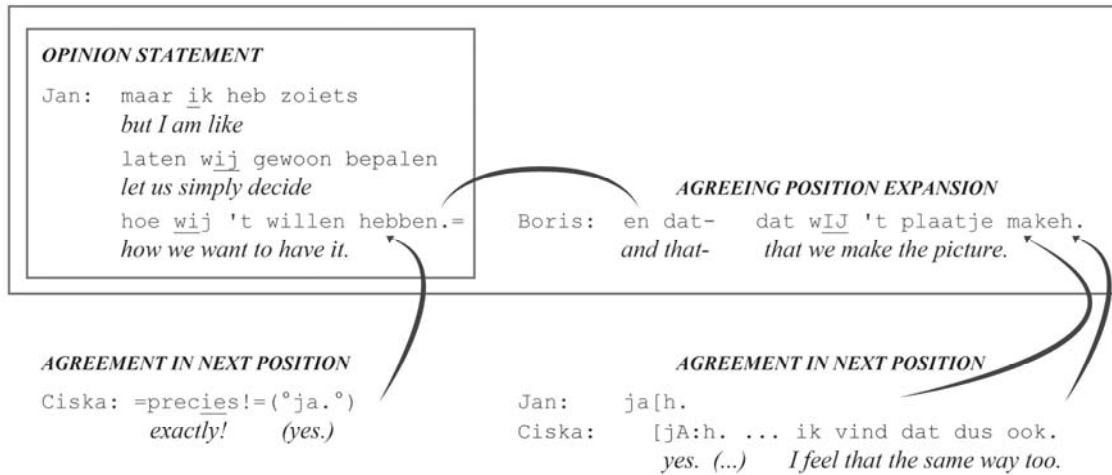 OPINION STATEMENT
Jan: maar ik heb zoiets
but I am like
laten wij gewoon bepalen
let us simply decide
hoe wij 't willen hebben.=
how we want to have it.
AGREEING POSITION EXPANSION
Boris: en dat- dat wIJ 't plaatje makeh.
and that- that we make the picture.
AGREEMENT IN NEXT POSITION
Ciska: =precies!=(°ja.°)
exactly! (yes.)
AGREEMENT IN NEXT POSITION
Jan: ja[h.
Ciska: [jA:h. ... ik vind dat dus ook.
yes. (...) I feel that the same way too.